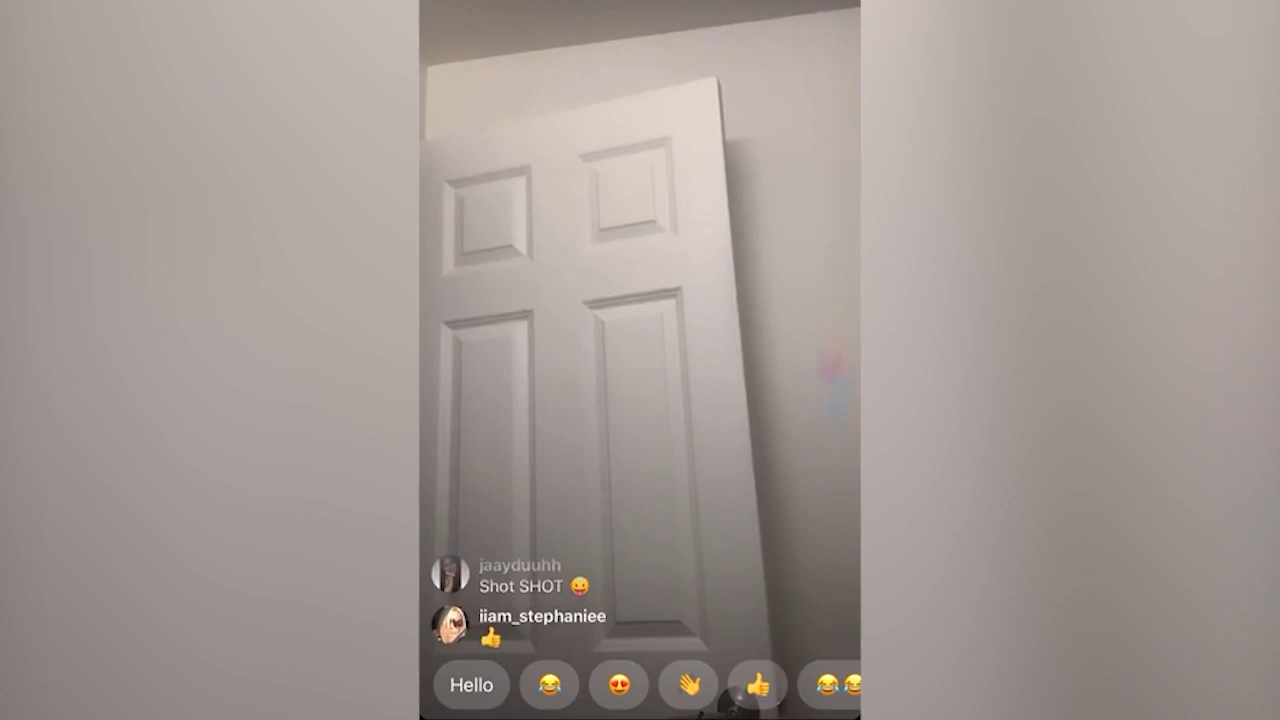 jaayduuhh
Shot SHOT 😛
iiam_stephaniee
👍
Hello 😂 😍 👋 👍 😂😂